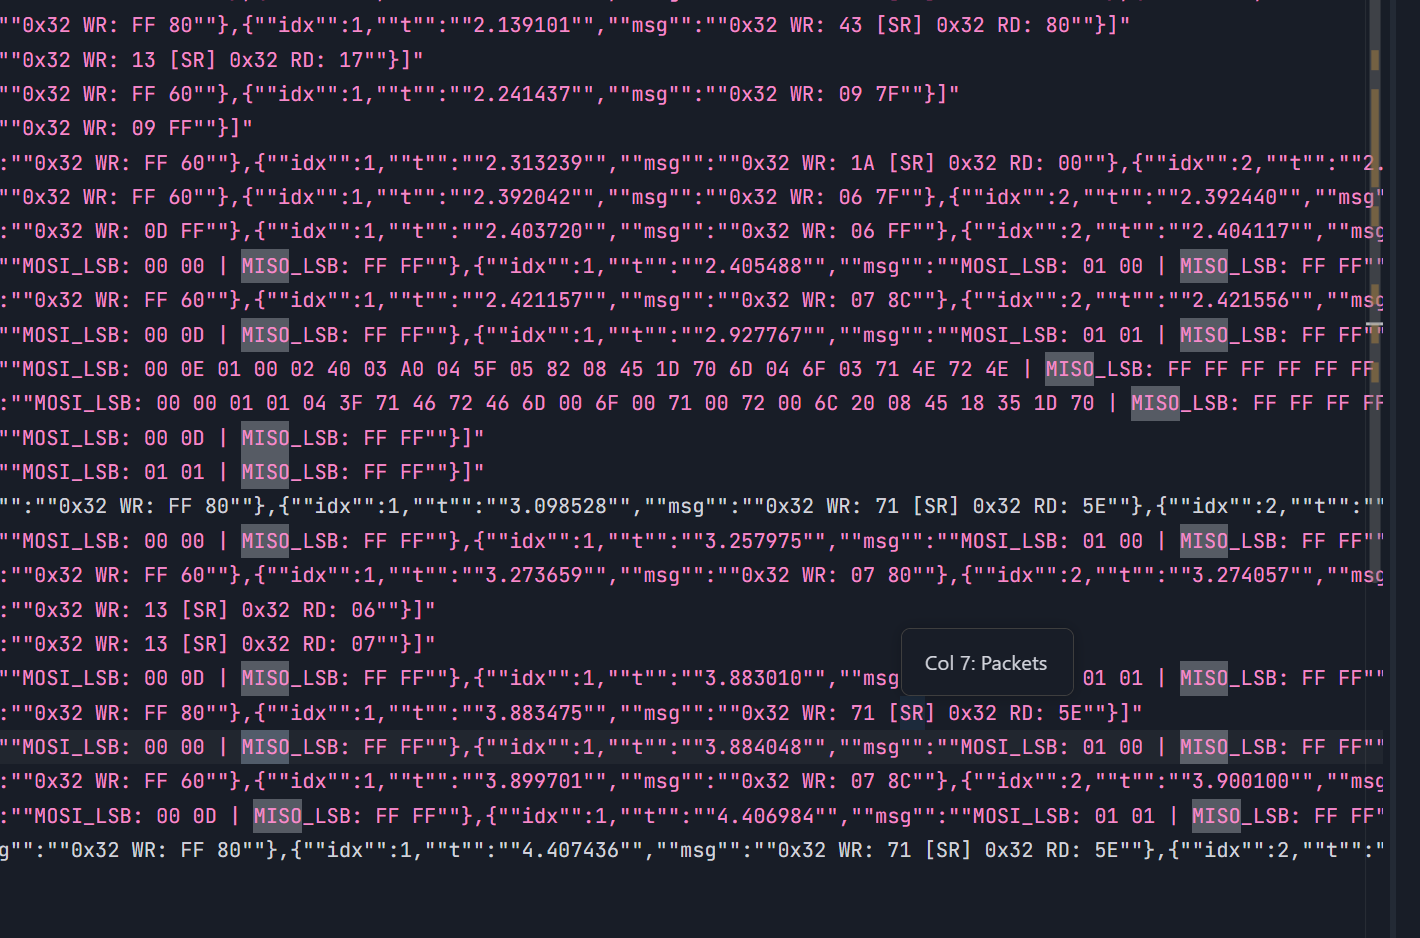 ""0x32 WR: FF 80""},{""idx"":1,""t"":""2.139101"",""msg"":""0x32 WR: 43 [SR] 0x32 RD: 80""}]"
""0x32 WR: 13 [SR] 0x32 RD: 17""}]"
""0x32 WR: FF 60""},{""idx"":1,""t"":""2.241437"",""msg"":""0x32 WR: 09 7F""}]"
""0x32 WR: 09 FF""}]"
:""0x32 WR: FF 60""},{""idx"":1,""t"":""2.313239"",""msg"":""0x32 WR: 1A [SR] 0x32 RD: 00""},{""idx"":2,""t"":""2.
""0x32 WR: FF 60""},{""idx"":1,""t"":""2.392042"",""msg"":""0x32 WR: 06 7F""},{""idx"":2,""t"":""2.392440"",""msg"
:""0x32 WR: 0D FF""},{""idx"":1,""t"":""2.403720"",""msg"":""0x32 WR: 06 FF""},{""idx"":2,""t"":""2.404117"",""msg
""MOSI_LSB: 00 00 | MISO_LSB: FF FF""},{""idx"":1,""t"":""2.405488"",""msg"":""MOSI_LSB: 01 00 | MISO_LSB: FF FF""
:""0x32 WR: FF 60""},{""idx"":1,""t"":""2.421157"",""msg"":""0x32 WR: 07 8C""},{""idx"":2,""t"":""2.421556"",""msg
""MOSI_LSB: 00 0D | MISO_LSB: FF FF""},{""idx"":1,""t"":""2.927767"",""msg"":""MOSI_LSB: 01 01 | MISO_LSB: FF FF""
""MOSI_LSB: 00 0E 01 00 02 40 03 A0 04 5F 05 82 08 45 1D 70 6D 04 6F 03 71 4E 72 4E | MISO_LSB: FF FF FF FF FF FF
:""MOSI_LSB: 00 00 01 01 04 3F 71 46 72 46 6D 00 6F 00 71 00 72 00 6C 20 08 45 18 35 1D 70 | MISO_LSB: FF FF FF FF
""MOSI_LSB: 00 0D | MISO_LSB: FF FF""}]"
""MOSI_LSB: 01 01 | MISO_LSB: FF FF""}]"
"":""0x32 WR: FF 80""},{""idx"":1,""t"":""3.098528"",""msg"":""0x32 WR: 71 [SR] 0x32 RD: 5E""},{""idx"":2,""t"":""
""MOSI_LSB: 00 00 | MISO_LSB: FF FF""},{""idx"":1,""t"":""3.257975"",""msg"":""MOSI_LSB: 01 00 | MISO_LSB: FF FF""
:""0x32 WR: FF 60""},{""idx"":1,""t"":""3.273659"",""msg"":""0x32 WR: 07 80""},{""idx"":2,""t"":""3.274057"",""msg
:""0x32 WR: 13 [SR] 0x32 RD: 06""}]"
:""0x32 WR: 13 [SR] 0x32 RD: 07""}]"
Col 7: Packets
""MOSI_LSB: 00 0D | MISO_LSB: FF FF""},{""idx"":1,""t"":""3.883010"",""msg 01 01 | MISO_LSB: FF FF""
:""0x32 WR: FF 80""},{""idx"":1,""t"":""3.883475"",""msg"":""0x32 WR: 71 [SR] 0x32 RD: 5E""}]"
""MOSI_LSB: 00 00 | MISO_LSB: FF FF""},{""idx"":1,""t"":""3.884048"",""msg"":""MOSI_LSB: 01 00 | MISO_LSB: FF FF""
""0x32 WR: FF 60""},{""idx"":1,""t"":""3.899701"",""msg"":""0x32 WR: 07 8C""},{""idx"":2,""t"":""3.900100"",""msg
:""MOSI_LSB: 00 0D | MISO_LSB: FF FF""},{""idx"":1,""t"":""4.406984"",""msg"":""MOSI_LSB: 01 01 | MISO_LSB: FF FF"
g"":""0x32 WR: FF 80""},{""idx"":1,""t"":""4.407436"",""msg"":""0x32 WR: 71 [SR] 0x32 RD: 5E""},{""idx"":2,""t"":"